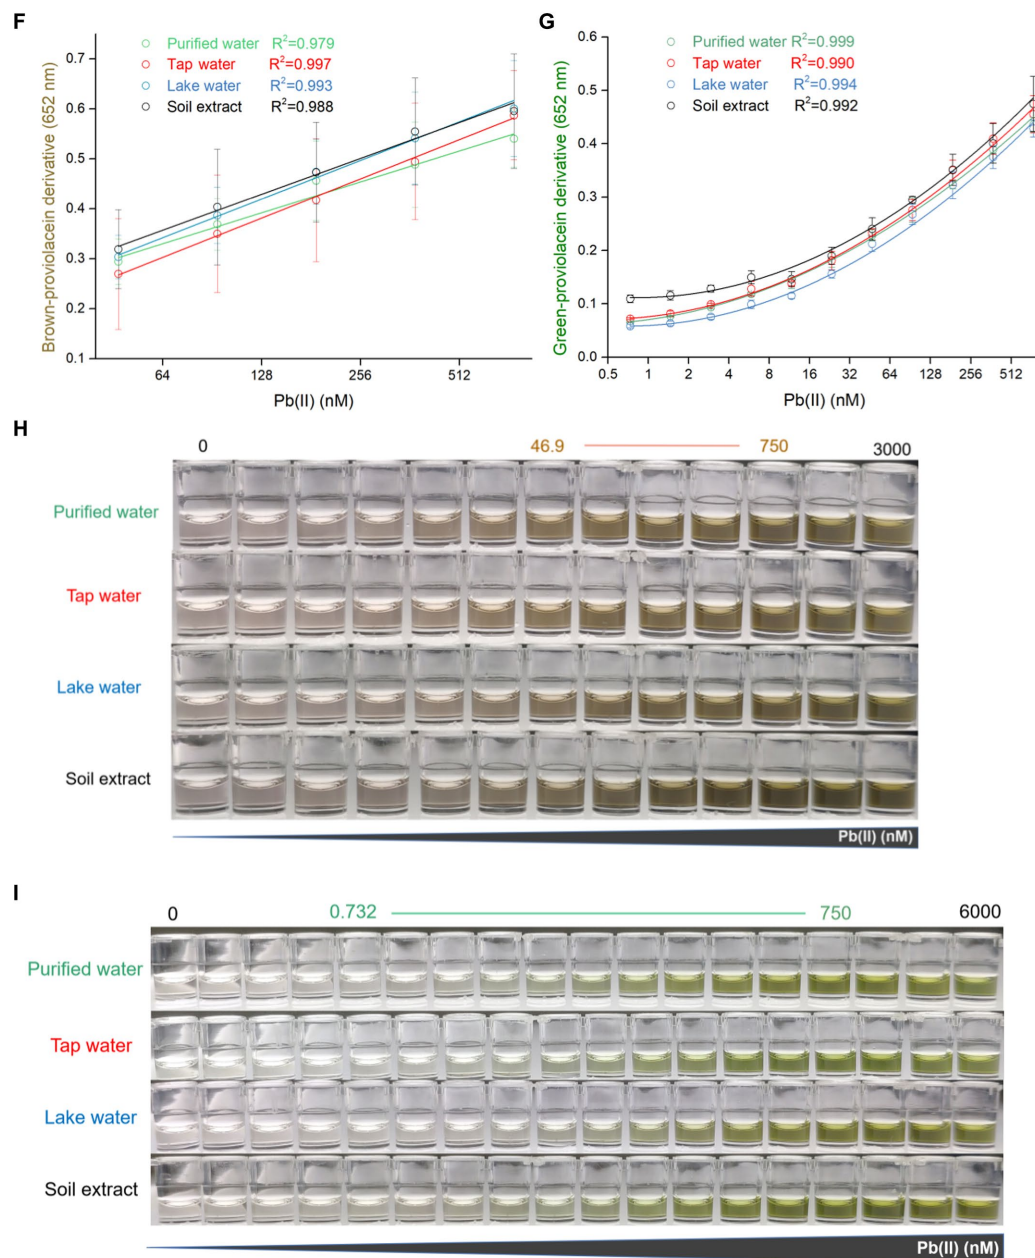 F
Purified water R²=0.979
Tap water R²=0.997
Lake water R²=0.993
Soil extract R²=0.988
Brown-proviolacein derivative (652 nm)
0.7
0.6
0.5
0.4
0.3
0.2
0.1
64 128 256 512
Pb(II) (nM)
G
Purified water R²=0.999
Tap water R²=0.990
Lake water R²=0.994
Soil extract R²=0.992
Green-proviolacein derivative (652 nm)
0.6
0.5
0.4
0.3
0.2
0.1
0.0
0.5 1 2 4 8 16 32 64 128 256 512
Pb(II) (nM)
H
0 46.9 750 3000
Purified water
Tap water
Lake water
Soil extract
Pb(II) (nM)
I
0 0.732 750 6000
Purified water
Tap water
Lake water
Soil extract
Pb(II) (nM)